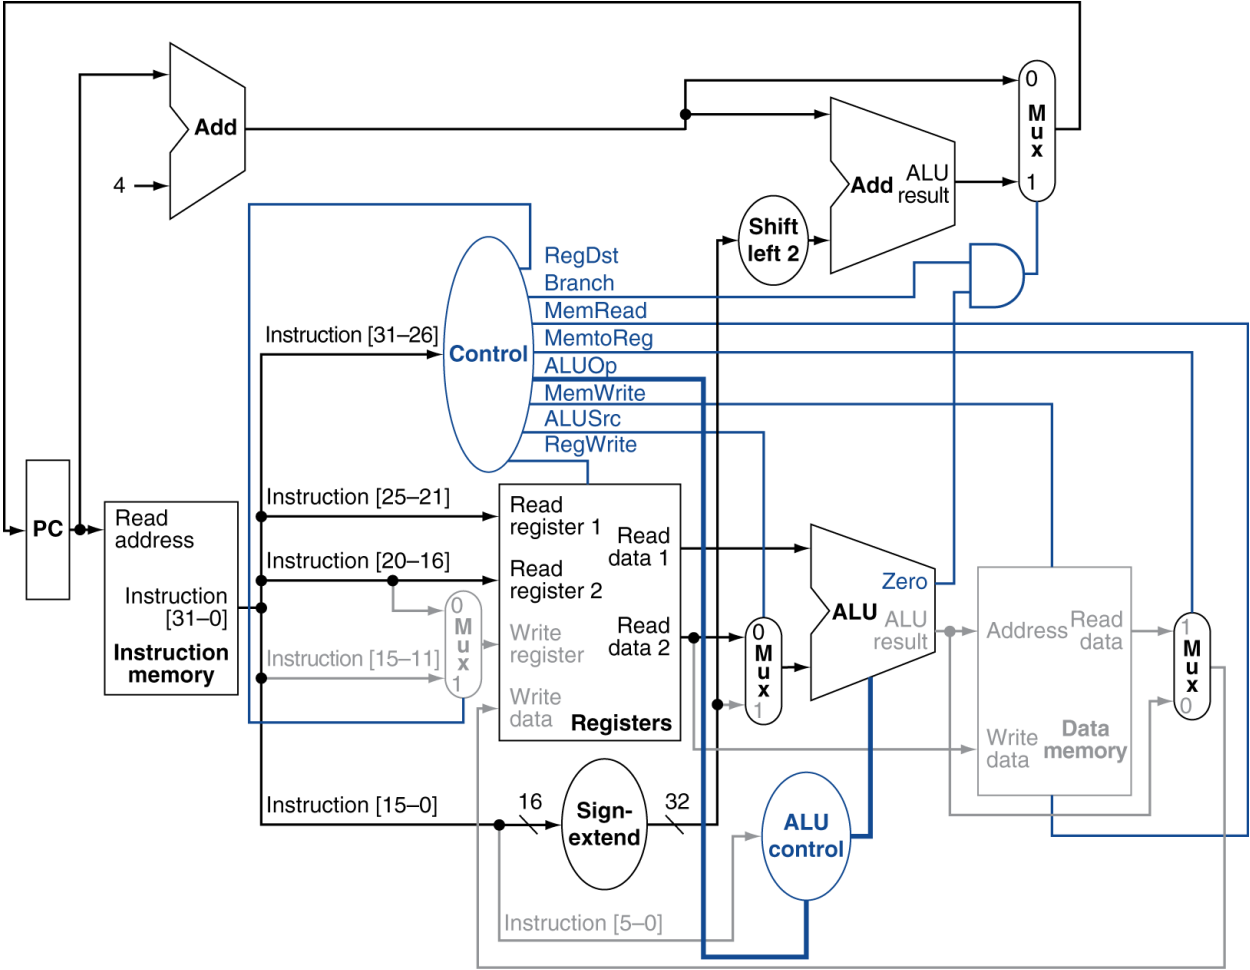 0
M
u
x
1
Add
4
Add
ALU
result
Shift
left 2
RegDst
Branch
MemRead
MemtoReg
ALUOp
MemWrite
ALUSrc
RegWrite
Control
Instruction [31–26]
Instruction [25–21]
Instruction [20–16]
Instruction [15–11]
PC
Read
address
Instruction
[31–0]
Instruction
memory
0
M
u
x
1
Read
register 1
Read
register 2
Write
register
Write
data
Read
data 1
Read
data 2
Registers
0
M
u
x
1
Zero
ALU
ALU
result
Address
Read
data
Write
data
Data
memory
1
M
u
x
0
Instruction [15–0]
16
Sign-
extend
32
ALU
control
Instruction [5–0]